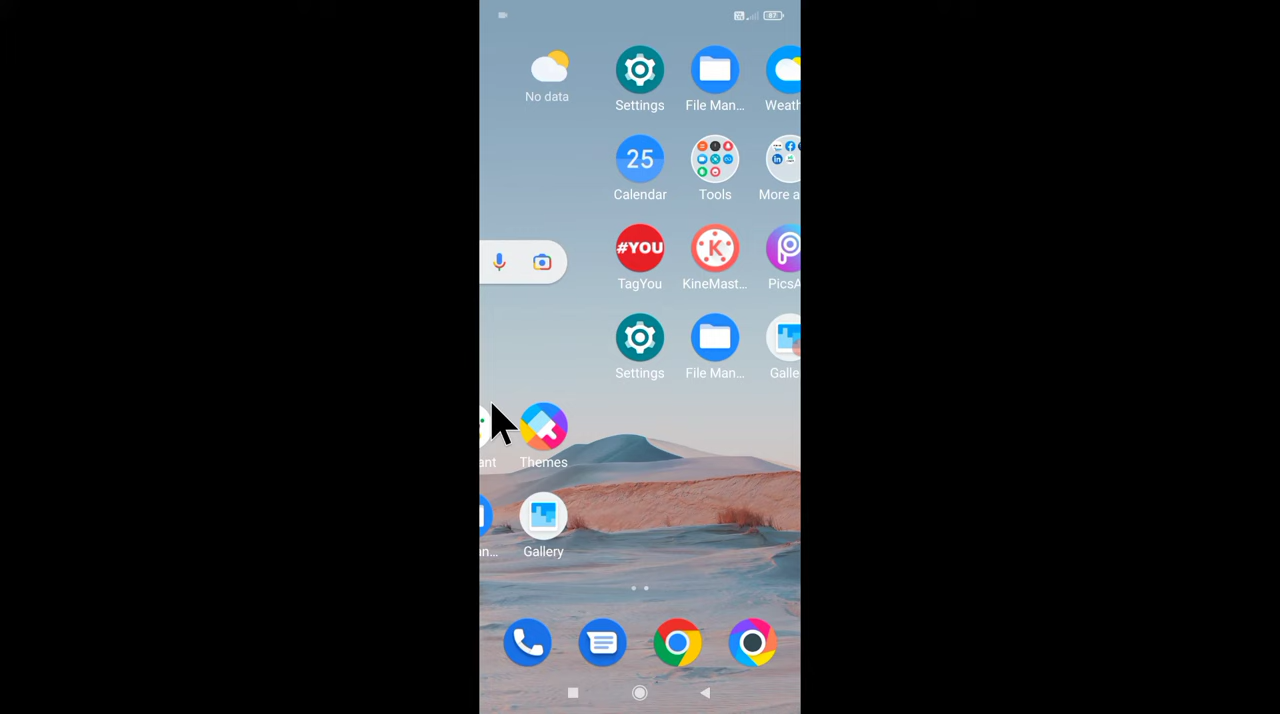 67
No data
Settings
File Man...
Weath
25
Calendar
Tools
More a
#YOU
TagYou
K
KineMast...
PicsA
Settings
File Man...
Galle
ant
Themes
n...
Gallery